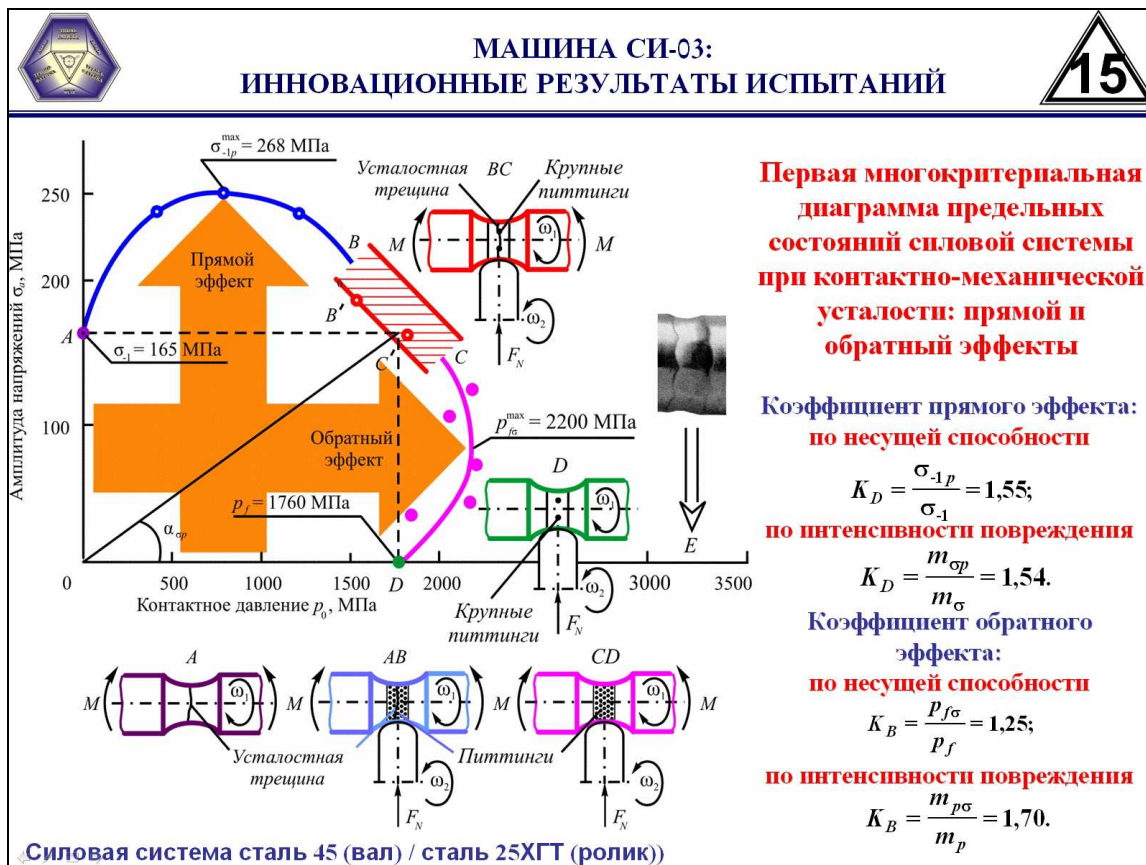 МАШИНА СИ-03:
ИННОВАЦИОННЫЕ РЕЗУЛЬТАТЫ ИСПЫТАНИЙ
15
σ-1pmax = 268 МПа
Усталостная трещина
BC
Крупные питтинги
M
ω1
M
ω2
FN
Амплитуда напряжений σa, МПа
250
200
100
0
Прямой эффект
B
B'
A
σ-1 = 165 МПа
C'
C
pfσmax = 2200 МПа
Обратный эффект
pf = 1760 МПа
ασp
D
ω1
ω2
FN
Крупные питтинги
E
500
1000
1500
D
2000
3000
3500
Контактное давление p0, МПа
A
M
ω1
M
Усталостная трещина
AB
M
ω1
M
ω2
FN
Питтинги
CD
ω1
M
ω2
FN
Первая многокритериальная
диаграмма предельных
состояний силовой системы
при контактно-механической
усталости: прямой и
обратный эффекты
Коэффициент прямого эффекта:
по несущей способности
KD = σ-1p / σ-1 = 1,55;
по интенсивности повреждения
KD = mσp / mσ = 1,54.
Коэффициент обратного
эффекта:
по несущей способности
KB = pfσ / pf = 1,25;
по интенсивности повреждения
KB = mpσ / mp = 1,70.
Силовая система сталь 45 (вал) / сталь 25ХГТ (ролик))